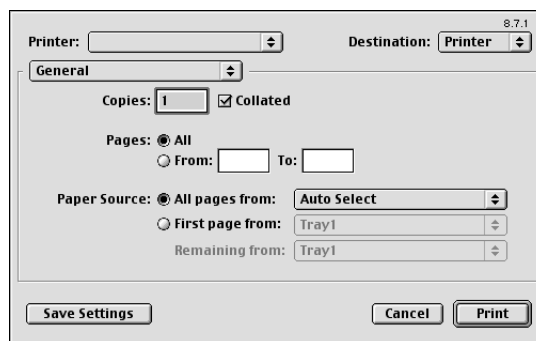 8.7.1
Printer: Destination: Printer
General
Copies: 1 Collated
Pages: All
From: To:
Paper Source: All pages from: Auto Select
First page from: Tray1
Remaining from: Tray1
Save Settings Cancel Print